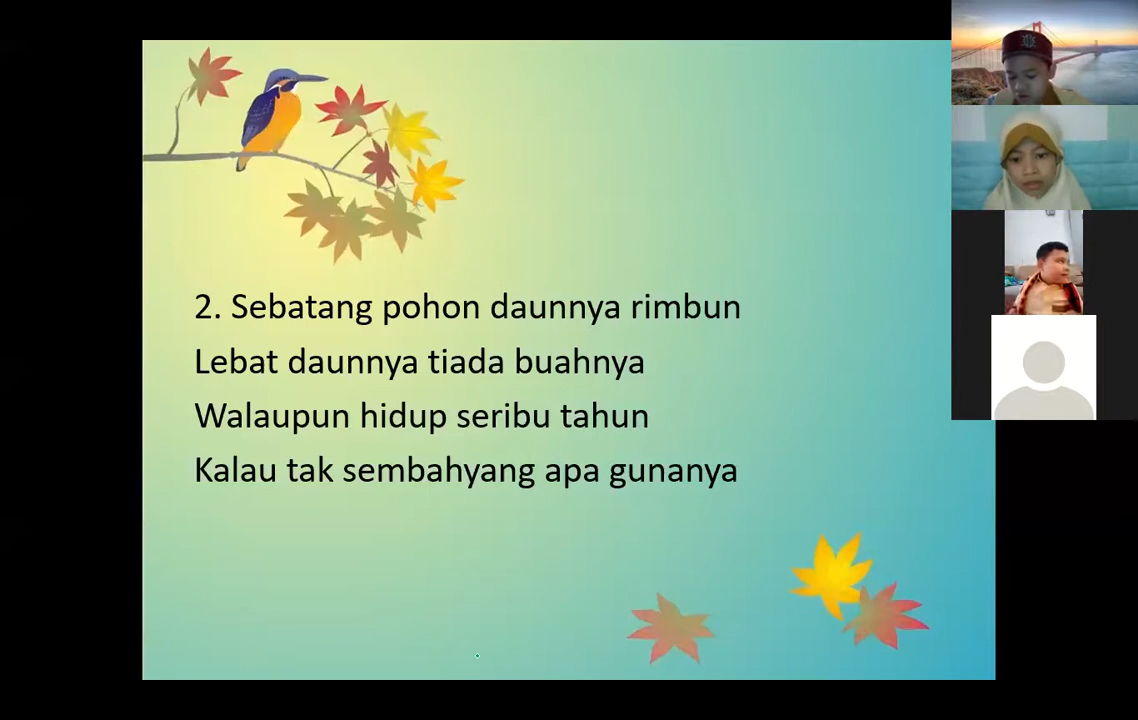 2. Sebatang pohon daunnya rimbun
Lebat daunnya tiada buahnya
Walaupun hidup seribu tahun
Kalau tak sembahyang apa gunanya